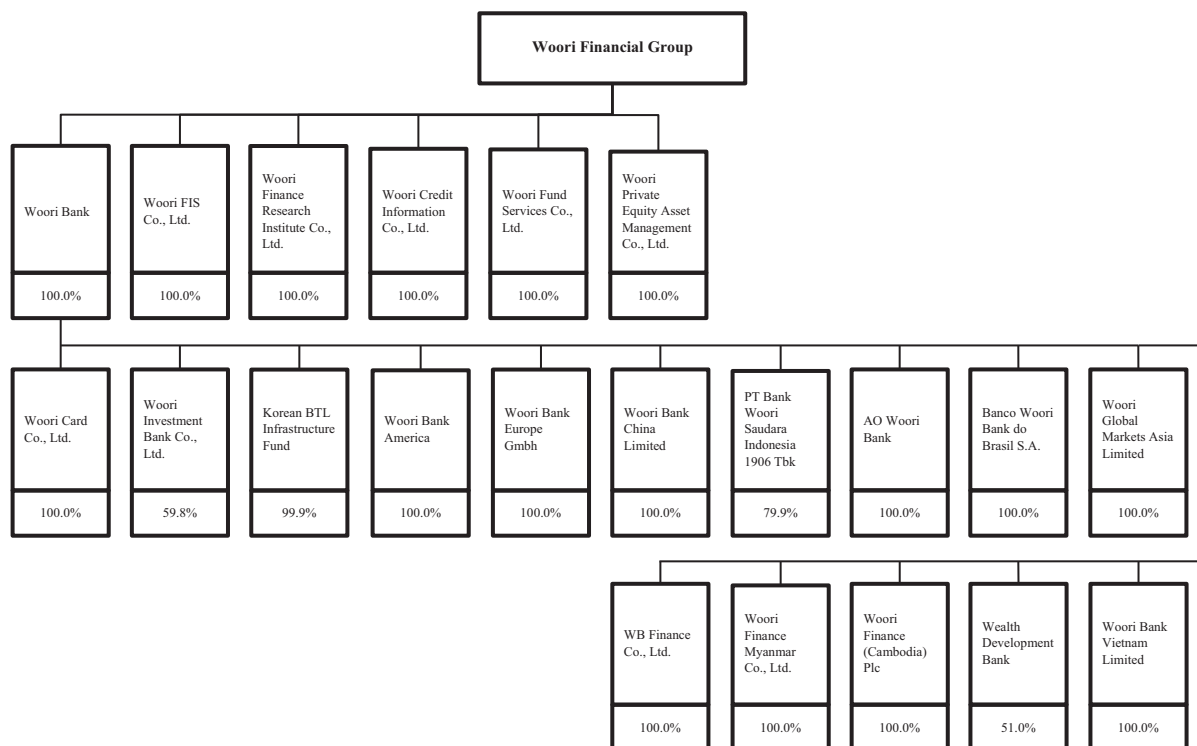 Woori Financial Group
Woori Bank
100.0%
Woori FIS
Co., Ltd.
100.0%
Woori
Finance
Research
Institute Co.,
Ltd.
100.0%
Woori Credit
Information
Co., Ltd.
100.0%
Woori Fund
Services Co.,
Ltd.
100.0%
Woori
Private
Equity Asset
Management
Co., Ltd.
100.0%
Woori Card
Co., Ltd.
100.0%
Woori
Investment
Bank Co.,
Ltd.
59.8%
Korean BTL
Infrastructure
Fund
99.9%
Woori Bank
America
100.0%
Woori Bank
Europe
Gmbh
100.0%
Woori Bank
China
Limited
100.0%
PT Bank
Woori
Saudara
Indonesia
1906 Tbk
79.9%
AO Woori
Bank
100.0%
Banco Woori
Bank do
Brasil S.A.
100.0%
Woori
Global
Markets Asia
Limited
100.0%
WB Finance
Co., Ltd.
100.0%
Woori
Finance
Myanmar
Co., Ltd.
100.0%
Woori
Finance
(Cambodia)
Plc
100.0%
Wealth
Development
Bank
51.0%
Woori Bank
Vietnam
Limited
100.0%